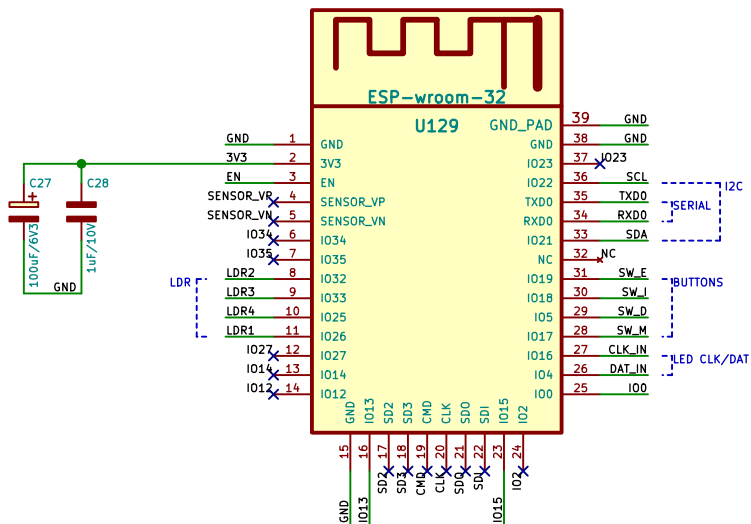 ESP-wroom-32
U129
GND 1 GND
3V3 2 3V3
EN 3 EN
SENSOR_VP 4 SENSOR_VP
SENSOR_VN 5 SENSOR_VN
IO34 6 IO34
IO35 7 IO35
LDR2 8 IO32
LDR3 9 IO33
LDR4 10 IO25
LDR1 11 IO26
IO27 12 IO27
IO14 13 IO14
IO12 14 IO12
LDR
C27
100uF/6V3
C28
1uF/10V
GND
GND_PAD 39 GND
GND 38 GND
IO23 37 IO23
IO22 36 SCL
TXD0 35 TXD0
RXD0 34 RXD0
IO21 33 SDA
NC 32 NC
IO19 31 SW_E
IO18 30 SW_I
IO5 29 SW_D
IO17 28 SW_M
IO16 27 CLK_IN
IO4 26 DAT_IN
IO0 25 IO0
I2C
SERIAL
BUTTONS
LED CLK/DAT
GND 15 GND
IO13 16 IO13
SD2 17 SD2
SD3 18 SD3
CMD 19 CMD
CLK 20 CLK
SD0 21 SD0
SDI 22 SDI
IO15 23 IO15
IO2 24 IO2